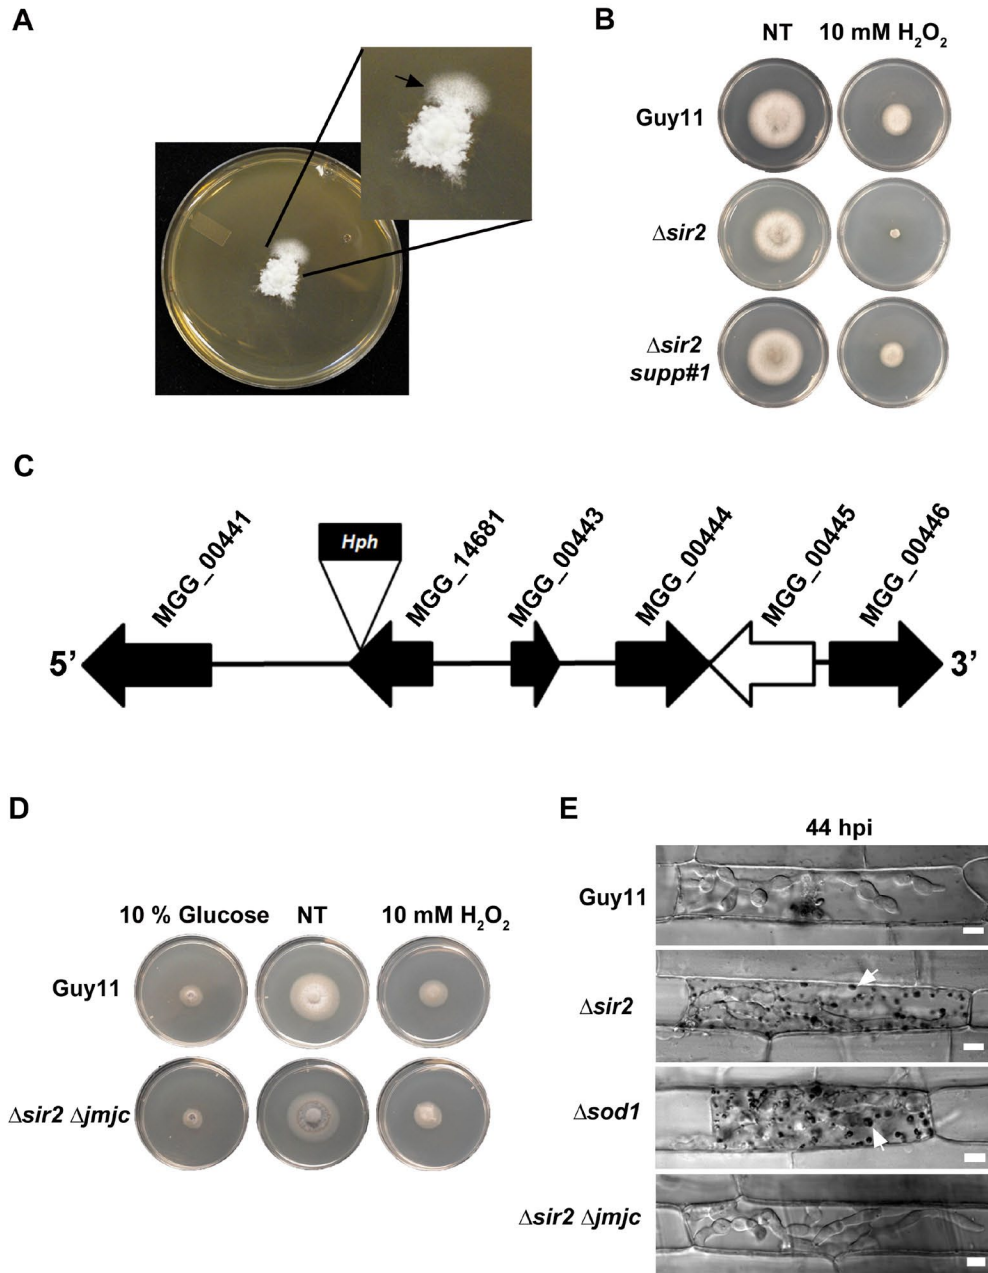 A
B
NT 10 mM H₂O₂
Guy11
Δsir2
Δsir2
supp#1
C
MGG_00441
Hph
MGG_14681
MGG_00443
MGG_00444
MGG_00445
MGG_00446
5’
3’
D
10 % Glucose NT 10 mM H₂O₂
Guy11
Δsir2 Δjmjc
E
44 hpi
Guy11
Δsir2
Δsod1
Δsir2 Δjmjc